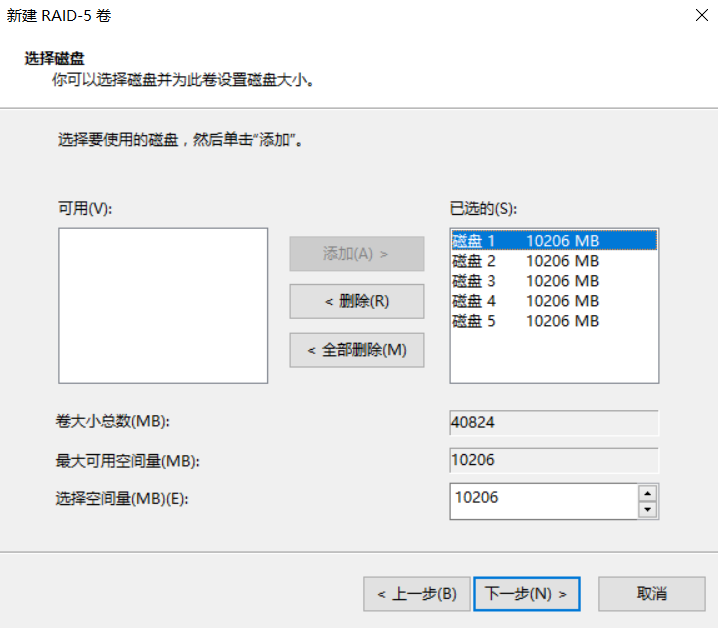 新建 RAID-5 卷
选择磁盘
你可以选择磁盘并为此卷设置磁盘大小。
选择要使用的磁盘，然后单击“添加”。
可用(V):
已选的(S):
添加(A) >
< 删除(R)
< 全部删除(M)
磁盘 1 10206 MB
磁盘 2 10206 MB
磁盘 3 10206 MB
磁盘 4 10206 MB
磁盘 5 10206 MB
卷大小总数(MB): 40824
最大可用空间量(MB): 10206
选择空间量(MB)(E): 10206
< 上一步(B) 下一步(N) > 取消